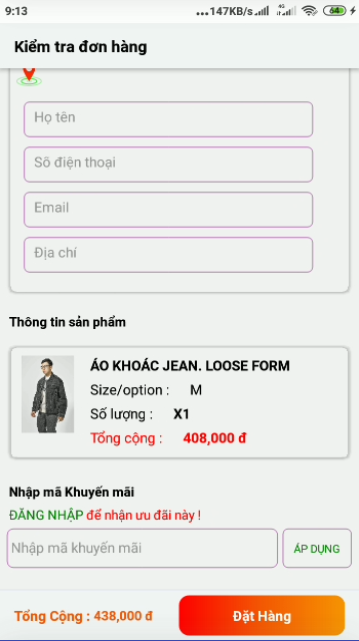 9:13 ...147KB/s 4G 64
Kiểm tra đơn hàng
Họ tên
Số điện thoại
Email
Địa chỉ
Thông tin sản phẩm
ÁO KHOÁC JEAN. LOOSE FORM
Size/option : M
Số lượng : X1
Tổng cộng : 408,000 đ
Nhập mã Khuyến mãi
ĐĂNG NHẬP để nhận ưu đãi này !
Nhập mã khuyến mãi ÁP DỤNG
Tổng Cộng : 438,000 đ Đặt Hàng